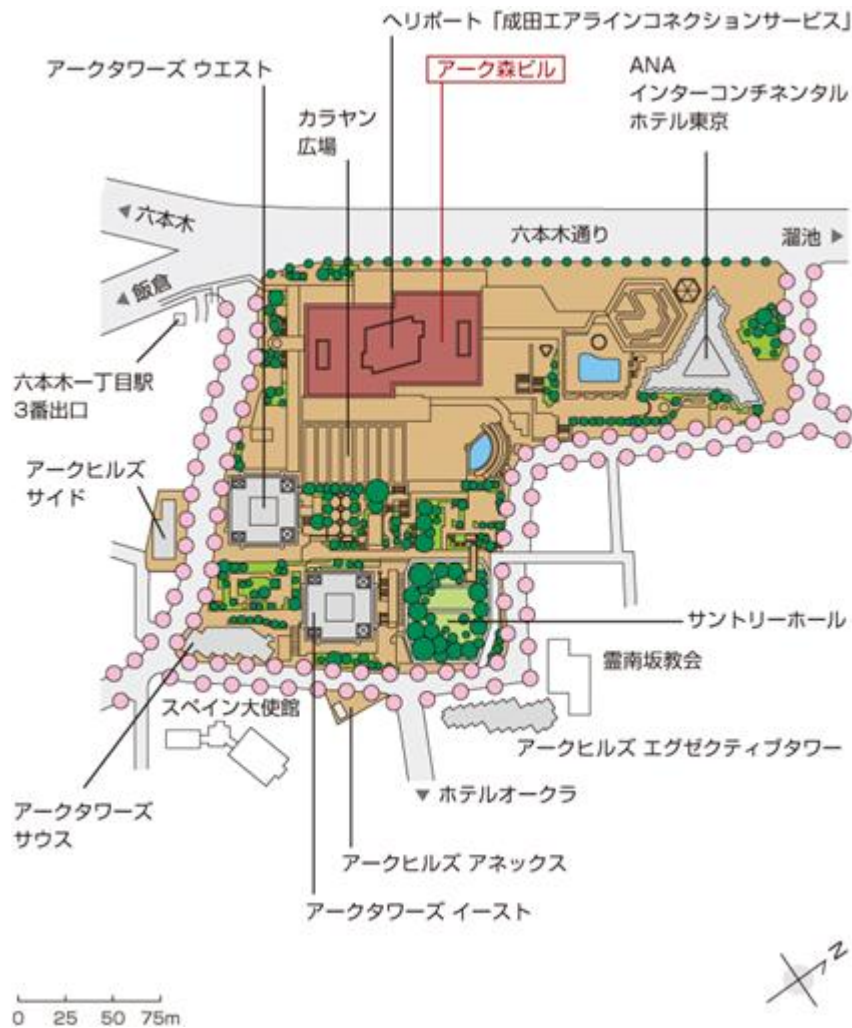 ヘリポート「成田エアラインコネクションサービス」
アークタワーズ ウエスト
アーク森ビル
ANA
インターコンチネンタル
ホテル東京
カラヤン
広場
◀ 六本木
六本木通り
溜池 ▶
◀ 飯倉
六本木一丁目駅
3番出口
アークヒルズ
サイド
サントリーホール
霊南坂教会
スペイン大使館
アークヒルズ エグゼクティブタワー
▼ ホテルオークラ
アークタワーズ
サウス
アークヒルズ アネックス
アークタワーズ イースト
N
0 25 50 75m